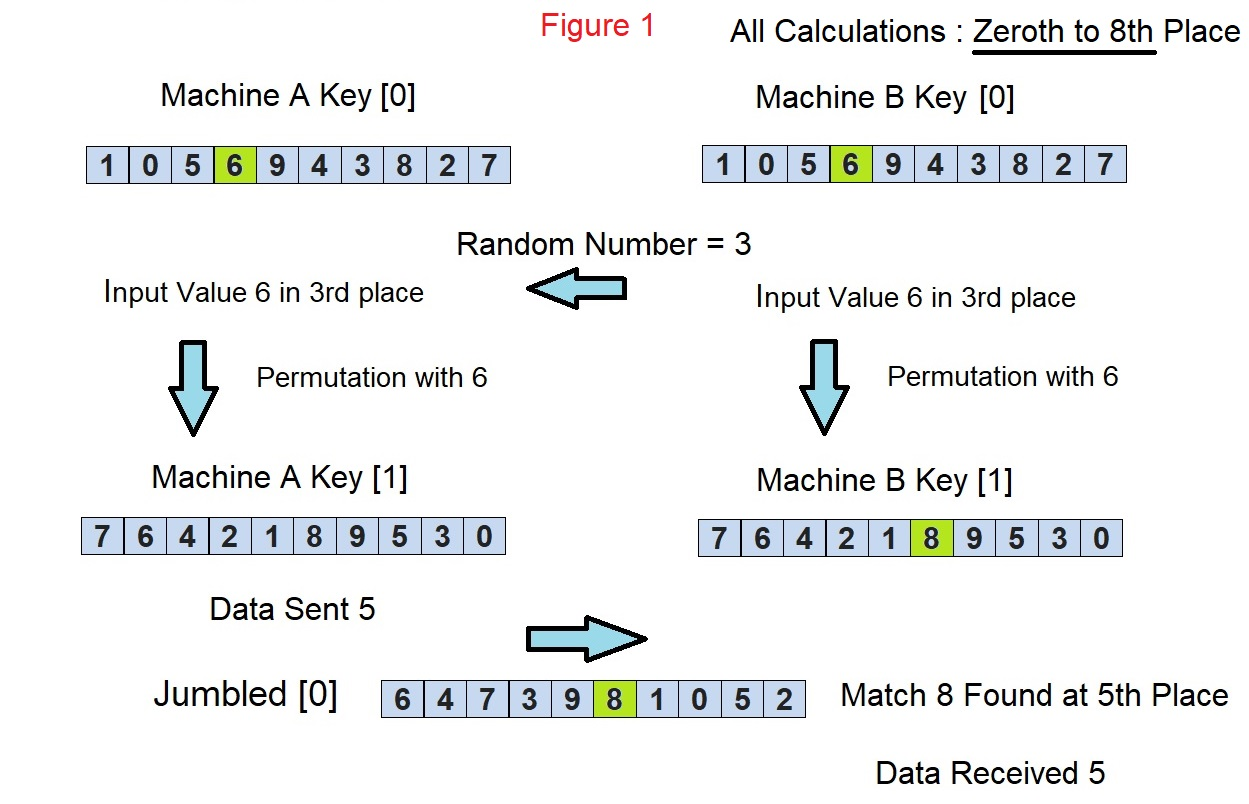 Figure 1
All Calculations : Zeroth to 8th Place
Machine A Key [0]
Machine B Key [0]
1 0 5 6 9 4 3 8 2 7
1 0 5 6 9 4 3 8 2 7
Random Number = 3
Input Value 6 in 3rd place
Input Value 6 in 3rd place
Permutation with 6
Permutation with 6
Machine A Key [1]
Machine B Key [1]
7 6 4 2 1 8 9 5 3 0
7 6 4 2 1 8 9 5 3 0
Data Sent 5
Jumbled [0]
6 4 7 3 9 8 1 0 5 2
Match 8 Found at 5th Place
Data Received 5